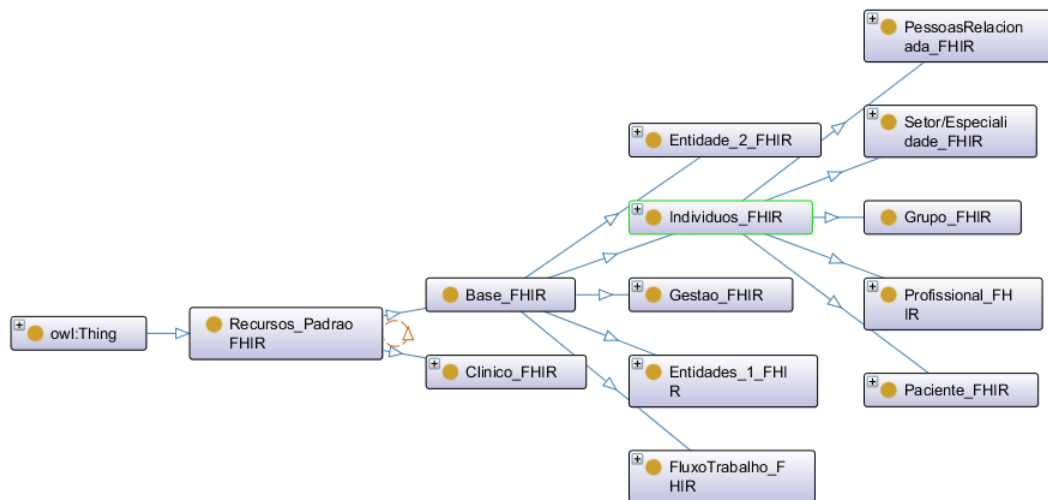 PessoasRelacion
ada_FHIR
Setor/Especiali
dade_FHIR
Entidade_2_FHIR
Individuos_FHIR
Grupo_FHIR
Base_FHIR
Gestao_FHIR
Profissional_FH
IR
Recursos_Padrao
FHIR
owl:Thing
Clinico_FHIR
Entidades_1_FHI
R
Paciente_FHIR
FluxoTrabalho_F
HIR